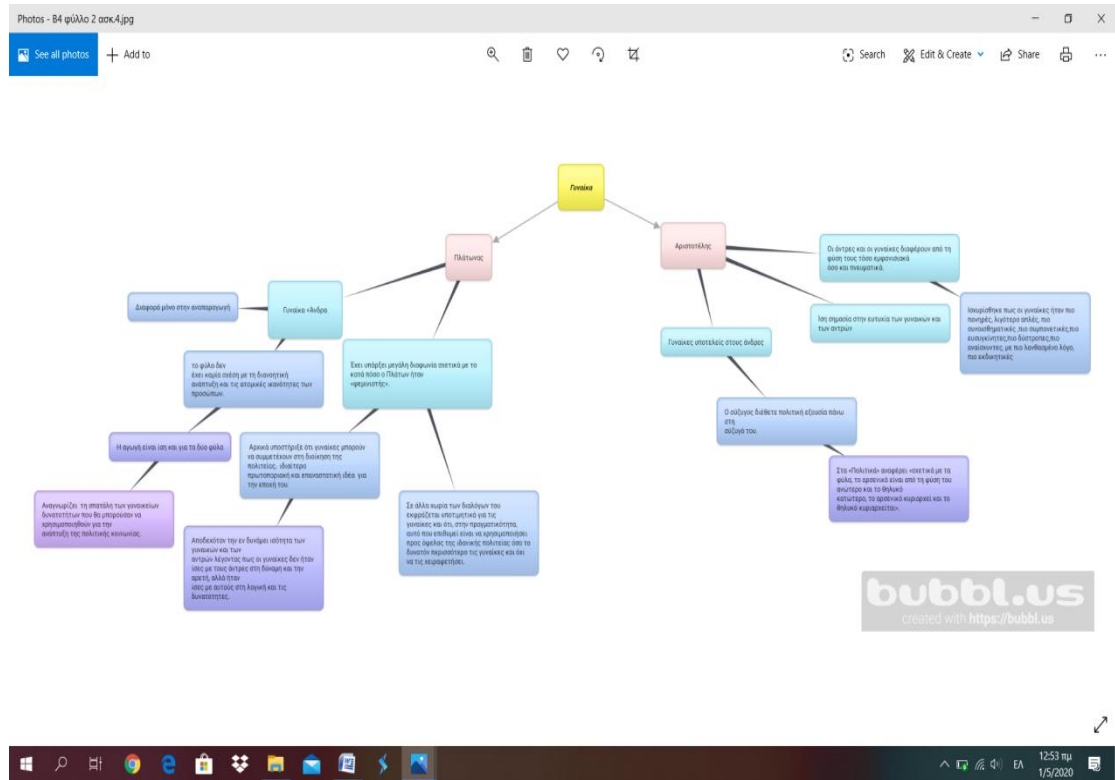 Photos - B4 φύλλο 2 ασκ.4.jpg
See all photos
Add to
Search
Edit & Create
Share
Γυναίκα
Πλάτωνας
Αριστοτέλης
Διαφορά μόνο στην αναπαραγωγή
Γυναίκα =Άνδρα
το φύλο δεν
έχει καμία σχέση με τη διανοητική
ανάπτυξη και τις ατομικές ικανότητες των
προσώπων.
Η αγωγή είναι ίση και για τα δύο φύλα
Αναγνωρίζει τη σπατάλη των γυναικείων
δυνατοτήτων που θα μπορούσαν να
χρησιμοποιηθούν για την
ανάπτυξη της πολιτικής κοινωνίας.
Έχει υπάρξει μεγάλη διαφωνία σχετικά με το
κατά πόσο ο Πλάτων ήταν
«φεμινιστής».
Αρχικά υποστήριξε ότι γυναίκες μπορούν
να συμμετέχουν στη διοίκηση της
πολιτείας, ιδιαίτερα
πρωτοποριακή και επαναστατική ιδέα για
την εποχή του.
Αποδεχόταν την εν δυνάμει ισότητα των
γυναικών και των
αντρών λέγοντας πως οι γυναίκες δεν ήταν
ίσες με τους άντρες στη δύναμη και την
αρετή, αλλά ήταν
ίσες με αυτούς στη λογική και τις
δυνατότητες.
Σε άλλα χωρία των διαλόγων του
εκφράζεται υποτιμητικά για τις
γυναίκες και ότι, στην πραγματικότητα,
αυτό που επιθυμεί είναι να χρησιμοποιήσει
προς όφελος της ιδανικής πολιτείας όσο το
δυνατόν περισσότερο τις γυναίκες και όχι
να τις χειραφετήσει.
Οι άντρες και οι γυναίκες διαφέρουν από τη
φύση τους τόσο εμφανισιακά
όσο και πνευματικά.
Ισχυρίσθηκε πως οι γυναίκες ήταν πιο
πονηρές, λιγότερο απλές, πιο
συναισθηματικές ,πιο συμπονετικές,πιο
ευσυγκίνητες,πιο δύστροπες,πιο
αναίσχυντες, με πιο λανθασμένο λόγο,
πιο εκδικητικές
Ίση σημασία στην ευτυχία των γυναικών και
των αντρών
Γυναίκες υποτελείς στους άνδρες
Ο σύζυγος διέθετε πολιτική εξουσία πάνω
στη
σύζυγό του.
Στα «Πολιτικά» αναφέρει «σχετικά με τα
φύλα, το αρσενικό είναι από τη φύση του
ανώτερο και το θηλυκό
κατώτερο, το αρσενικό κυριαρχεί και το
θηλυκό κυριαρχείται».
bubbl.us
created with https://bubbl.us
12:53 πμ
ΕΛ
1/5/2020